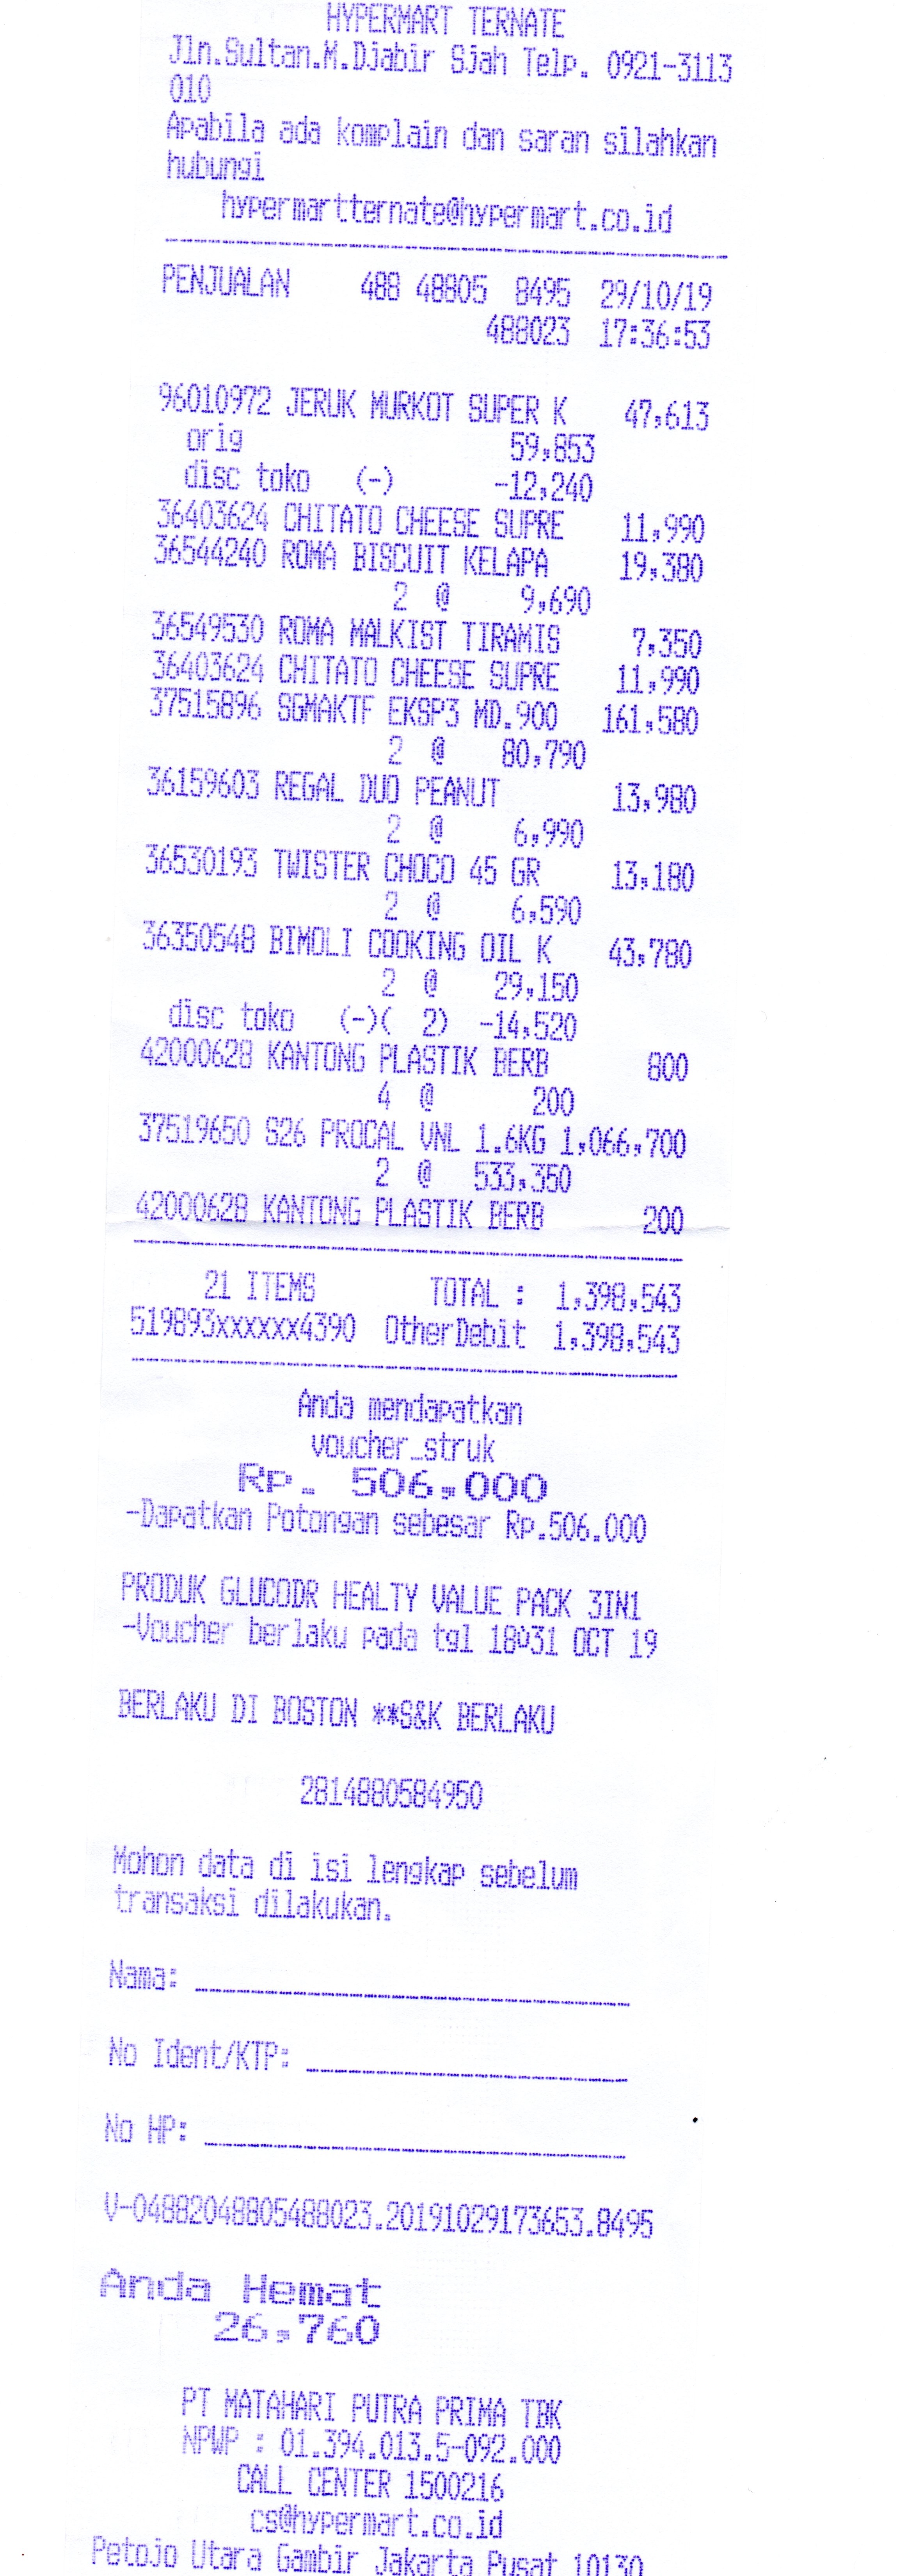 HYPERMART TERNATE
Jln.Sultan.M.Djabir Sjah Telp. 0921-3113
010
Apabila ada komplain dan saran silahkan
hubungi
hypermartternate@hypermart.co.id
PENJUALAN 488 48805 8495 29/10/19
488023 17:36:53
96010972 JERUK MURKOT SUPER K 47,613
orig 59,853
disc toko (-) -12,240
36403624 CHITATO CHEESE SUPRE 11,990
36544240 ROMA BISCUIT KELAPA 19,380
2 @ 9,690
36549530 ROMA MALKIST TIRAMIS 7,350
36403624 CHITATO CHEESE SUPRE 11,990
37515896 SGMAKTF EKSP3 MD.900 161,580
2 @ 80,790
36159603 REGAL DUO PEANUT 13,980
2 @ 6,990
36530193 TWISTER CHOCO 45 GR 13,180
2 @ 6,590
36350548 BIMOLI COOKING OIL K 43,780
2 @ 29,150
disc toko (-)( 2) -14,520
42000628 KANTONG PLASTIK BERB 800
4 @ 200
37519650 S26 PROCAL VNL 1.6KG 1,066,700
2 @ 533,350
42000628 KANTONG PLASTIK BERB 200
21 ITEMS TOTAL : 1,398,543
519893xxxxxx4390 OtherDebit 1,398,543
Anda mendapatkan
voucher_struk
Rp. 506,000
-Dapatkan Potongan sebesar Rp.506.000
PRODUK GLUCODR HEALTY VALUE PACK 3IN1
-Voucher berlaku pada tgl 31 OCT 19
BERLAKU DI BOSTON **S&K BERLAKU
2814880584950
Mohon data di isi lengkap sebelum
transaksi dilakukan.
Nama:
No Ident/KTP:
No HP:
V-04882048805488023.20191029173653.8495
Anda Hemat
26,760
PT MATAHARI PUTRA PRIMA TBK
NPWP : 01.394.013.5-092.000
CALL CENTER 1500216
cs@hypermart.co.id
Petojo Utara Gambir Jakarta Pusat 10130